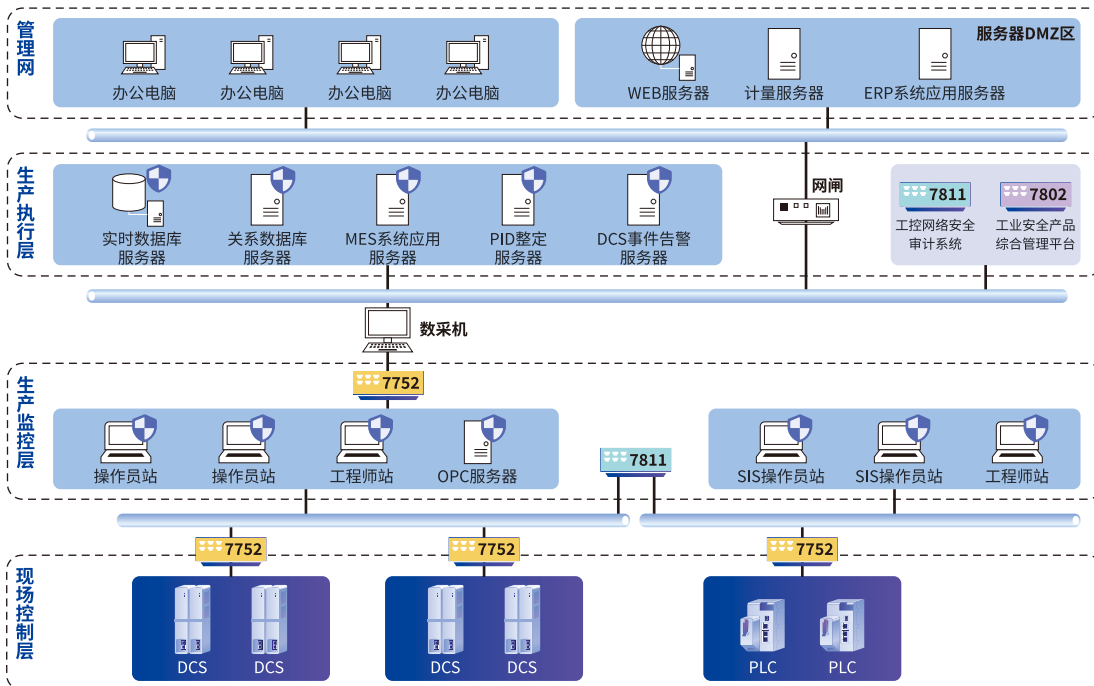 管理网
办公电脑
办公电脑
办公电脑
办公电脑
服务器DMZ区
WEB服务器
计量服务器
ERP系统应用服务器
生产执行层
实时数据库
服务器
关系数据库
服务器
MES系统应用
服务器
PID整定
服务器
DCS事件告警
服务器
网闸
7811
工控网络安全
审计系统
7802
工业安全产品
综合管理平台
数采机
7752
生产监控层
操作员站
操作员站
工程师站
OPC服务器
7811
SIS操作员站
SIS操作员站
工程师站
7752
7752
7752
现场控制层
DCS
DCS
DCS
DCS
PLC
PLC